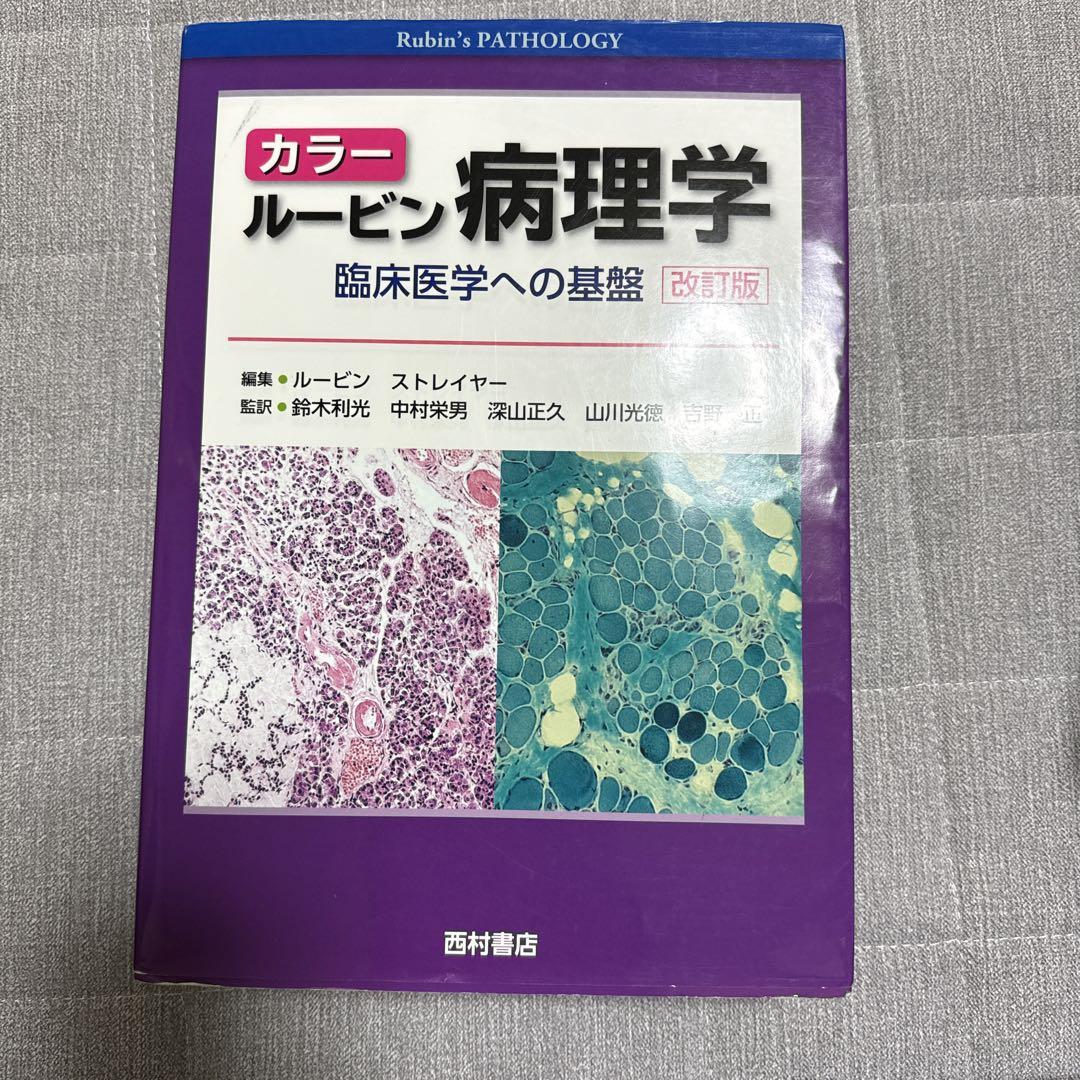 Rubin's PATHOLOGY
カラー
ルービン 病理学
臨床医学への基盤 改訂版
編集●ルービン ストレイヤー
監訳●鈴木利光 中村栄男 深山正久 山川光徳 吉野 正
西村書店